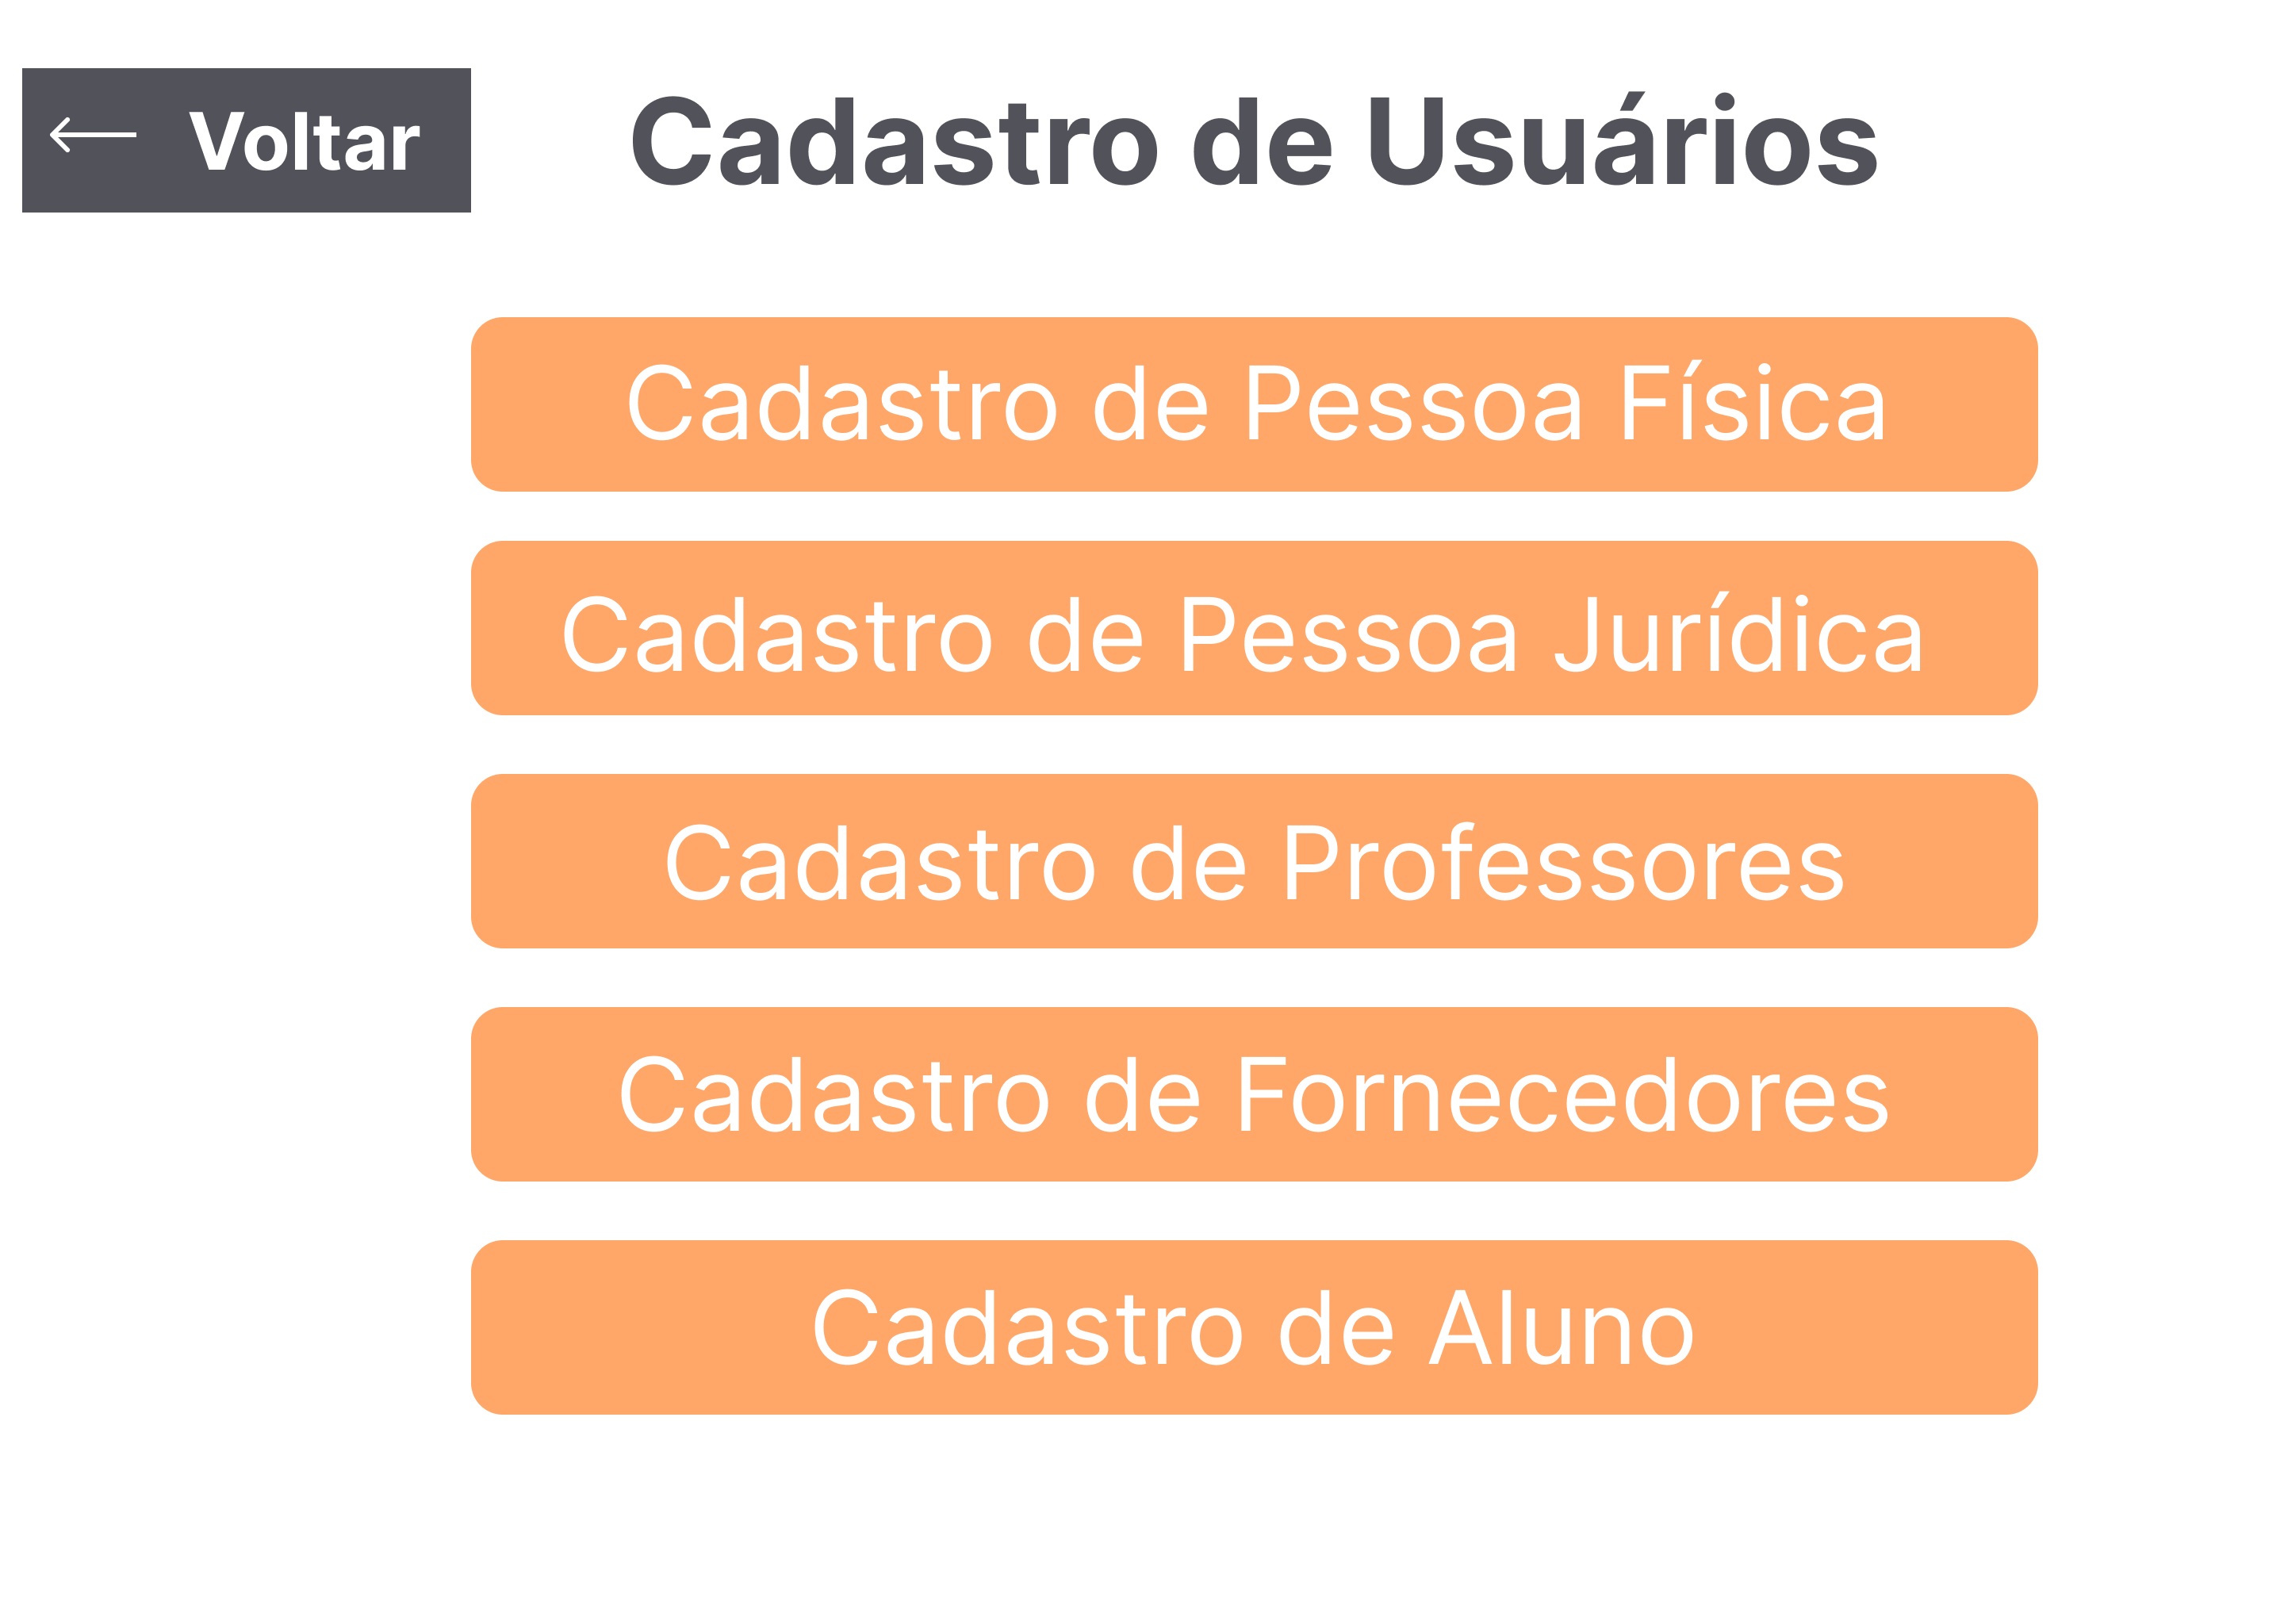 Voltar
Cadastro de Usuários
Cadastro de Pessoa Física
Cadastro de Pessoa Jurídica
Cadastro de Professores
Cadastro de Fornecedores
Cadastro de Aluno